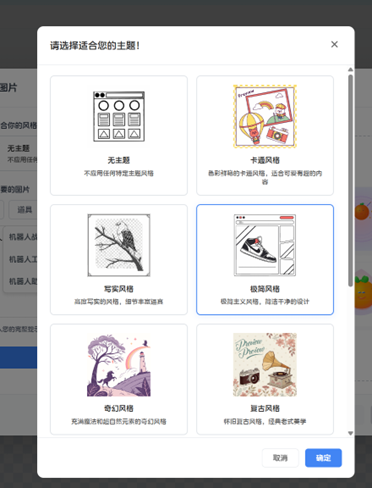 请选择适合您的主题！
图片
合你的风格
无主题
不应用任何
要的图片
道具
机器人战
机器人工
机器人助
无主题
不应用任何特定主题风格
卡通风格
色彩鲜艳的卡通风格，适合可爱有趣的内容
写实风格
高度写实的风格，细节丰富逼真
极简风格
极简主义风格，简洁干净的设计
奇幻风格
充满魔法和超自然元素的奇幻风格
Preview
Preview
复古风格
怀旧复古风格，经典老式美学
取消
确定